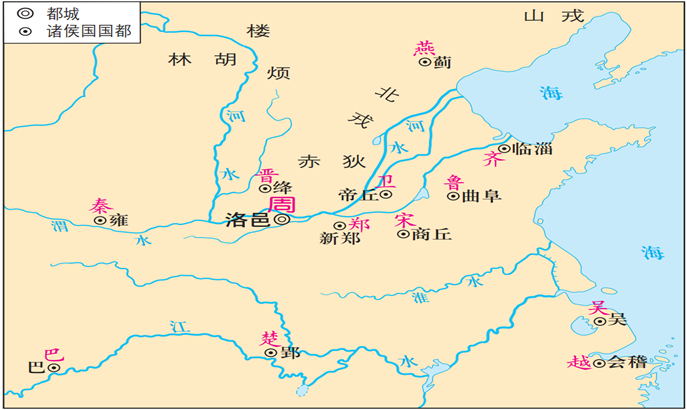 都城
诸侯国国都
山戎
楼
烦
林胡
燕
蓟
北
戎
海
河
水
河
水
赤狄
齐
临淄
晋
绛
周
洛邑
卫
帝丘
鲁
曲阜
秦
雍
渭水
郑
新郑
宋
商丘
海
淮水
吴
吴
江
水
楚
郢
巴
巴
越
会稽